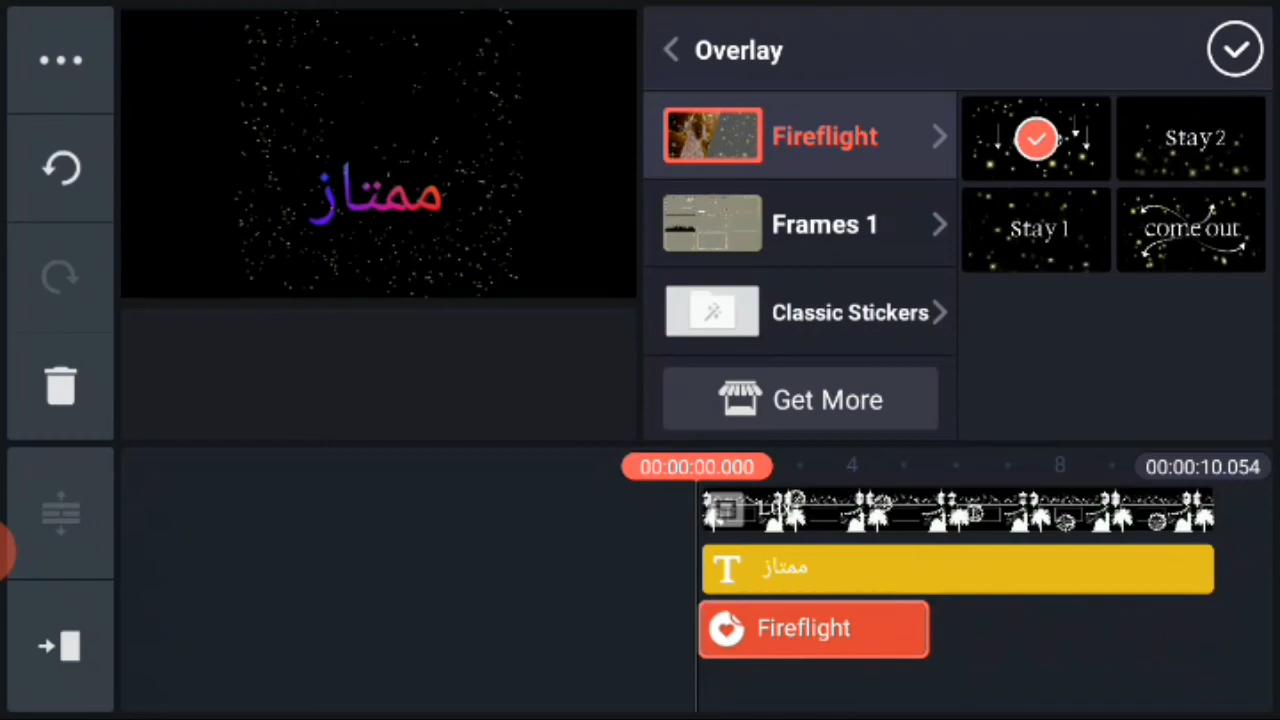 Overlay
ممتاز
Fireflight
Stay 2
Frames 1
Stay 1
come out
Classic Stickers
Get More
00:00:00.000
4
8
00:00:10.054
T ممتاز
Fireflight